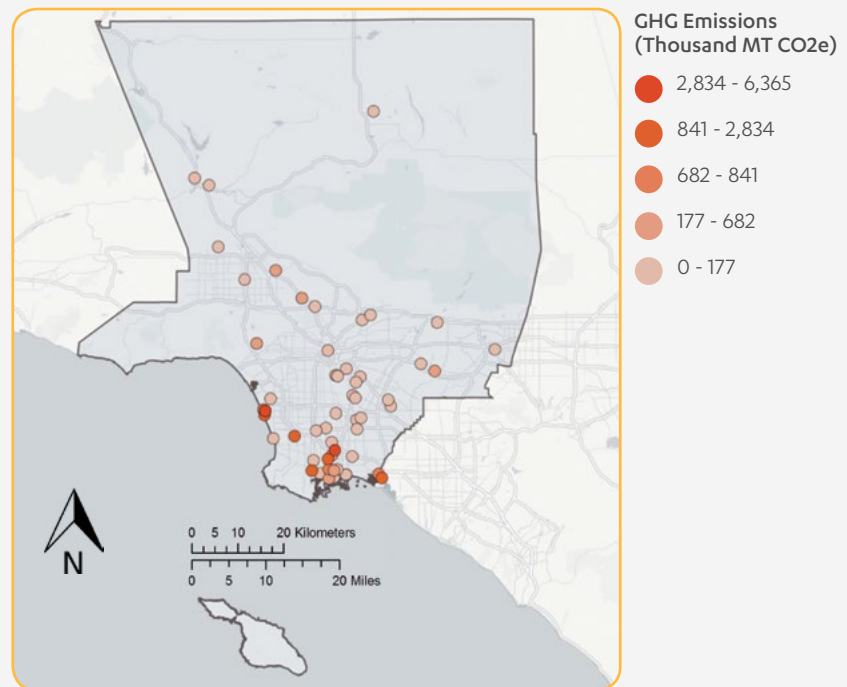 GHG Emissions
(Thousand MT CO2e)
2,834 - 6,365
841 - 2,834
682 - 841
177 - 682
0 - 177
N
0 5 10 20 Kilometers
0 5 10 20 Miles